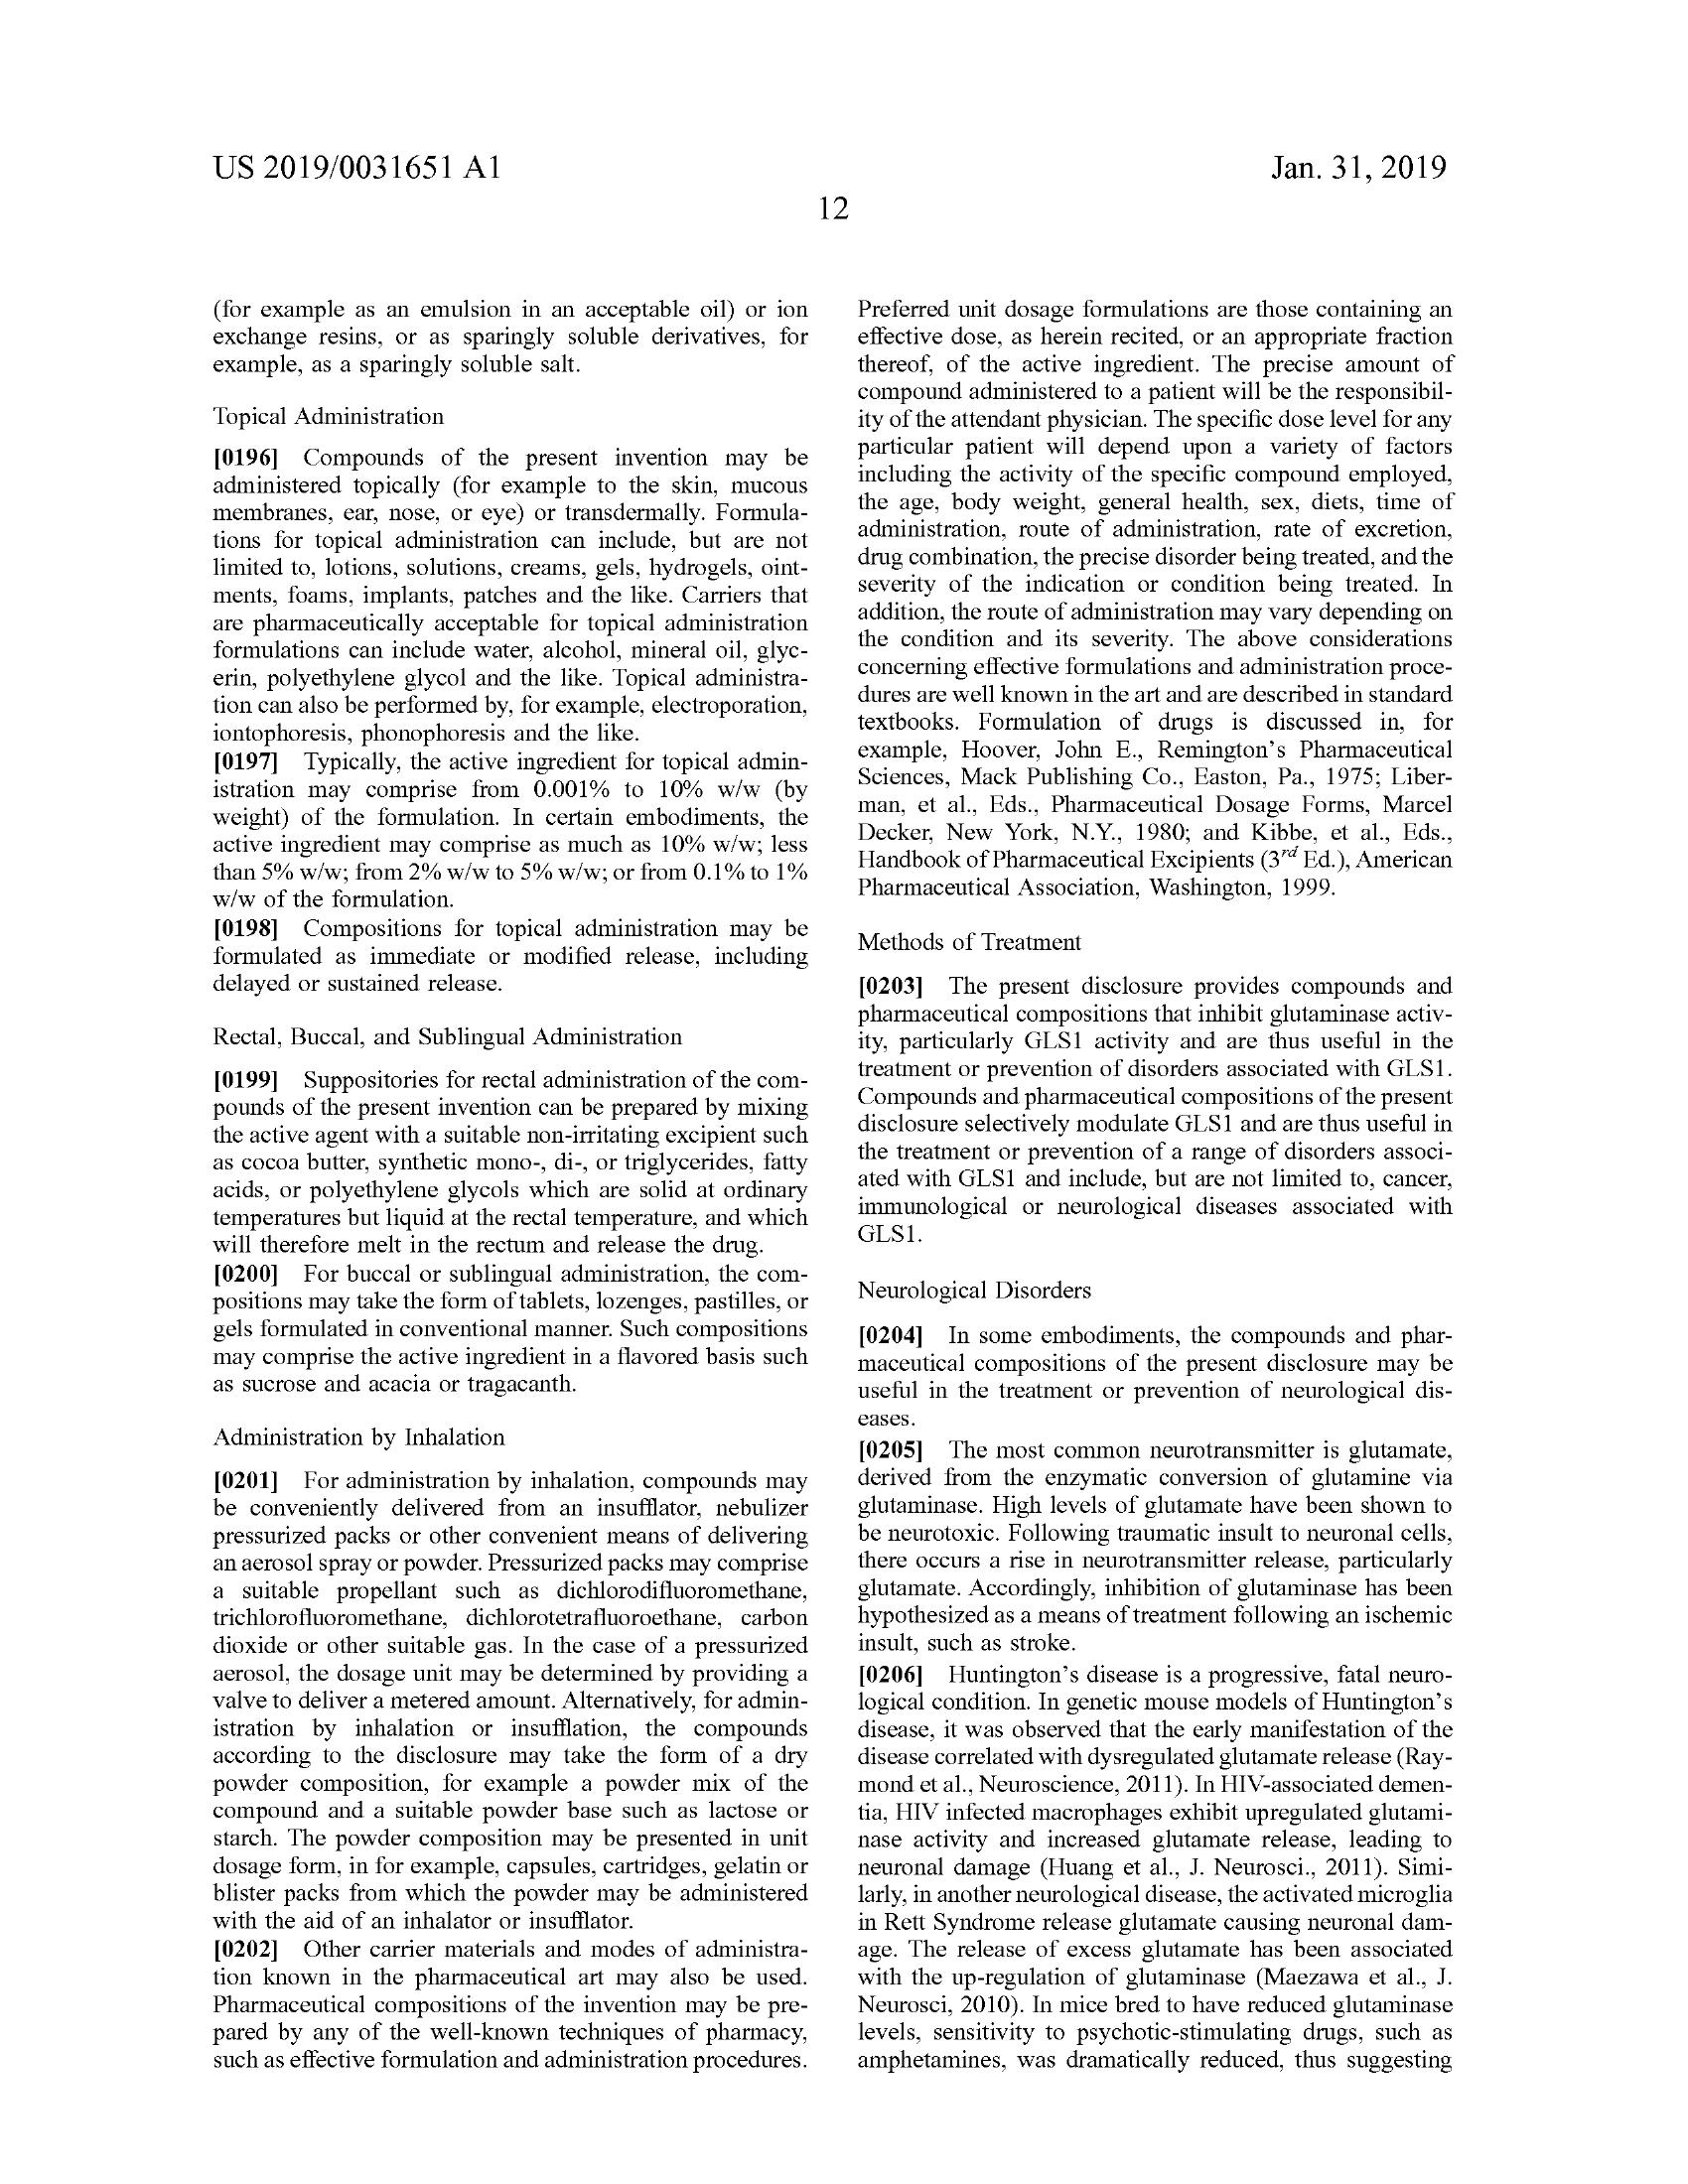 US 2019/0031651 A1
Jan. 31, 2019
12
(for example as an emulsion in an acceptable oil) or ion
exchange resins, or as sparingly soluble derivatives, for
example, as a sparingly soluble salt.
Topical Administration
[0196] Compounds of the present invention may be
administered topically (for example to the skin, mucous
membranes, ear, nose, or eye) or transdermally. Formula-
tions for topical administration can include, but are not
limited to, lotions, solutions, creams, gels, hydrogels, oint-
ments, foams, implants, patches and the like. Carriers that
are pharmaceutically acceptable for topical administration
formulations can include water, alcohol, mineral oil, glyc-
erin, polyethylene glycol and the like. Topical administra-
tion can also be performed by, for example, electroporation,
iontophoresis, phonophoresis and the like.
[0197] Typically, the active ingredient for topical admin-
istration may comprise from 0.001% to 10% w/w (by
weight) of the formulation. In certain embodiments, the
active ingredient may comprise as much as 10% w/w; less
than 5% w/w; from 2% w/w to 5% w/w; or from 0.1% to 1%
w/w of the formulation.
[0198] Compositions for topical administration may be
formulated as immediate or modified release, including
delayed or sustained release.
Rectal, Buccal, and Sublingual Administration
[0199] Suppositories for rectal administration of the com-
pounds of the present invention can be prepared by mixing
the active agent with a suitable non-irritating excipient such
as cocoa butter, synthetic mono-, di-, or triglycerides, fatty
acids, or polyethylene glycols which are solid at ordinary
temperatures but liquid at the rectal temperature, and which
will therefore melt in the rectum and release the drug.
[0200] For buccal or sublingual administration, the com-
positions may take the form of tablets, lozenges, pastilles, or
gels formulated in conventional manner. Such compositions
may comprise the active ingredient in a flavored basis such
as sucrose and acacia or tragacanth.
Administration by Inhalation
[0201] For administration by inhalation, compounds may
be conveniently delivered from an insufflator, nebulizer
pressurized packs or other convenient means of delivering
an aerosol spray or powder. Pressurized packs may comprise
a suitable propellant such as dichlorodifluoromethane,
trichlorofluoromethane, dichlorotetrafluoroethane, carbon
dioxide or other suitable gas. In the case of a pressurized
aerosol, the dosage unit may be determined by providing a
valve to deliver a metered amount. Alternatively, for admin-
istration by inhalation or insufflation, the compounds
according to the disclosure may take the form of a dry
powder composition, for example a powder mix of the
compound and a suitable powder base such as lactose or
starch. The powder composition may be presented in unit
dosage form, in for example, capsules, cartridges, gelatin or
blister packs from which the powder may be administered
with the aid of an inhalator or insufflator.
[0202] Other carrier materials and modes of administra-
tion known in the pharmaceutical art may also be used.
Pharmaceutical compositions of the invention may be pre-
pared by any of the well-known techniques of pharmacy,
such as effective formulation and administration procedures.
Preferred unit dosage formulations are those containing an
effective dose, as herein recited, or an appropriate fraction
thereof, of the active ingredient. The precise amount of
compound administered to a patient will be the responsibil-
ity of the attendant physician. The specific dose level for any
particular patient will depend upon a variety of factors
including the activity of the specific compound employed,
the age, body weight, general health, sex, diets, time of
administration, route of administration, rate of excretion,
drug combination, the precise disorder being treated, and the
severity of the indication or condition being treated. In
addition, the route of administration may vary depending on
the condition and its severity. The above considerations
concerning effective formulations and administration proce-
dures are well known in the art and are described in standard
textbooks. Formulation of drugs is discussed in, for
example, Hoover, John E., Remington’s Pharmaceutical
Sciences, Mack Publishing Co., Easton, Pa., 1975; Liber-
man, et al., Eds., Pharmaceutical Dosage Forms, Marcel
Decker, New York, N.Y., 1980; and Kibbe, et al., Eds.,
Handbook of Pharmaceutical Excipients (3rd Ed.), American
Pharmaceutical Association, Washington, 1999.
Methods of Treatment
[0203] The present disclosure provides compounds and
pharmaceutical compositions that inhibit glutaminase activ-
ity, particularly GLS1 activity and are thus useful in the
treatment or prevention of disorders associated with GLS1.
Compounds and pharmaceutical compositions of the present
disclosure selectively modulate GLS1 and are thus useful in
the treatment or prevention of a range of disorders associ-
ated with GLS1 and include, but are not limited to, cancer,
immunological or neurological diseases associated with
GLS1.
Neurological Disorders
[0204] In some embodiments, the compounds and phar-
maceutical compositions of the present disclosure may be
useful in the treatment or prevention of neurological dis-
eases.
[0205] The most common neurotransmitter is glutamate,
derived from the enzymatic conversion of glutamine via
glutaminase. High levels of glutamate have been shown to
be neurotoxic. Following traumatic insult to neuronal cells,
there occurs a rise in neurotransmitter release, particularly
glutamate. Accordingly, inhibition of glutaminase has been
hypothesized as a means of treatment following an ischemic
insult, such as stroke.
[0206] Huntington’s disease is a progressive, fatal neuro-
logical condition. In genetic mouse models of Huntington’s
disease, it was observed that the early manifestation of the
disease correlated with dysregulated glutamate release (Ray-
mond et al., Neuroscience, 2011). In HIV-associated demen-
tia, HIV infected macrophages exhibit upregulated glutami-
nase activity and increased glutamate release, leading to
neuronal damage (Huang et al., J. Neurosci., 2011). Simi-
larly, in another neurological disease, the activated microglia
in Rett Syndrome release glutamate causing neuronal dam-
age. The release of excess glutamate has been associated
with the up-regulation of glutaminase (Maezawa et al., J.
Neurosci, 2010). In mice bred to have reduced glutaminase
levels, sensitivity to psychotic-stimulating drugs, such as
amphetamines, was dramatically reduced, thus suggesting